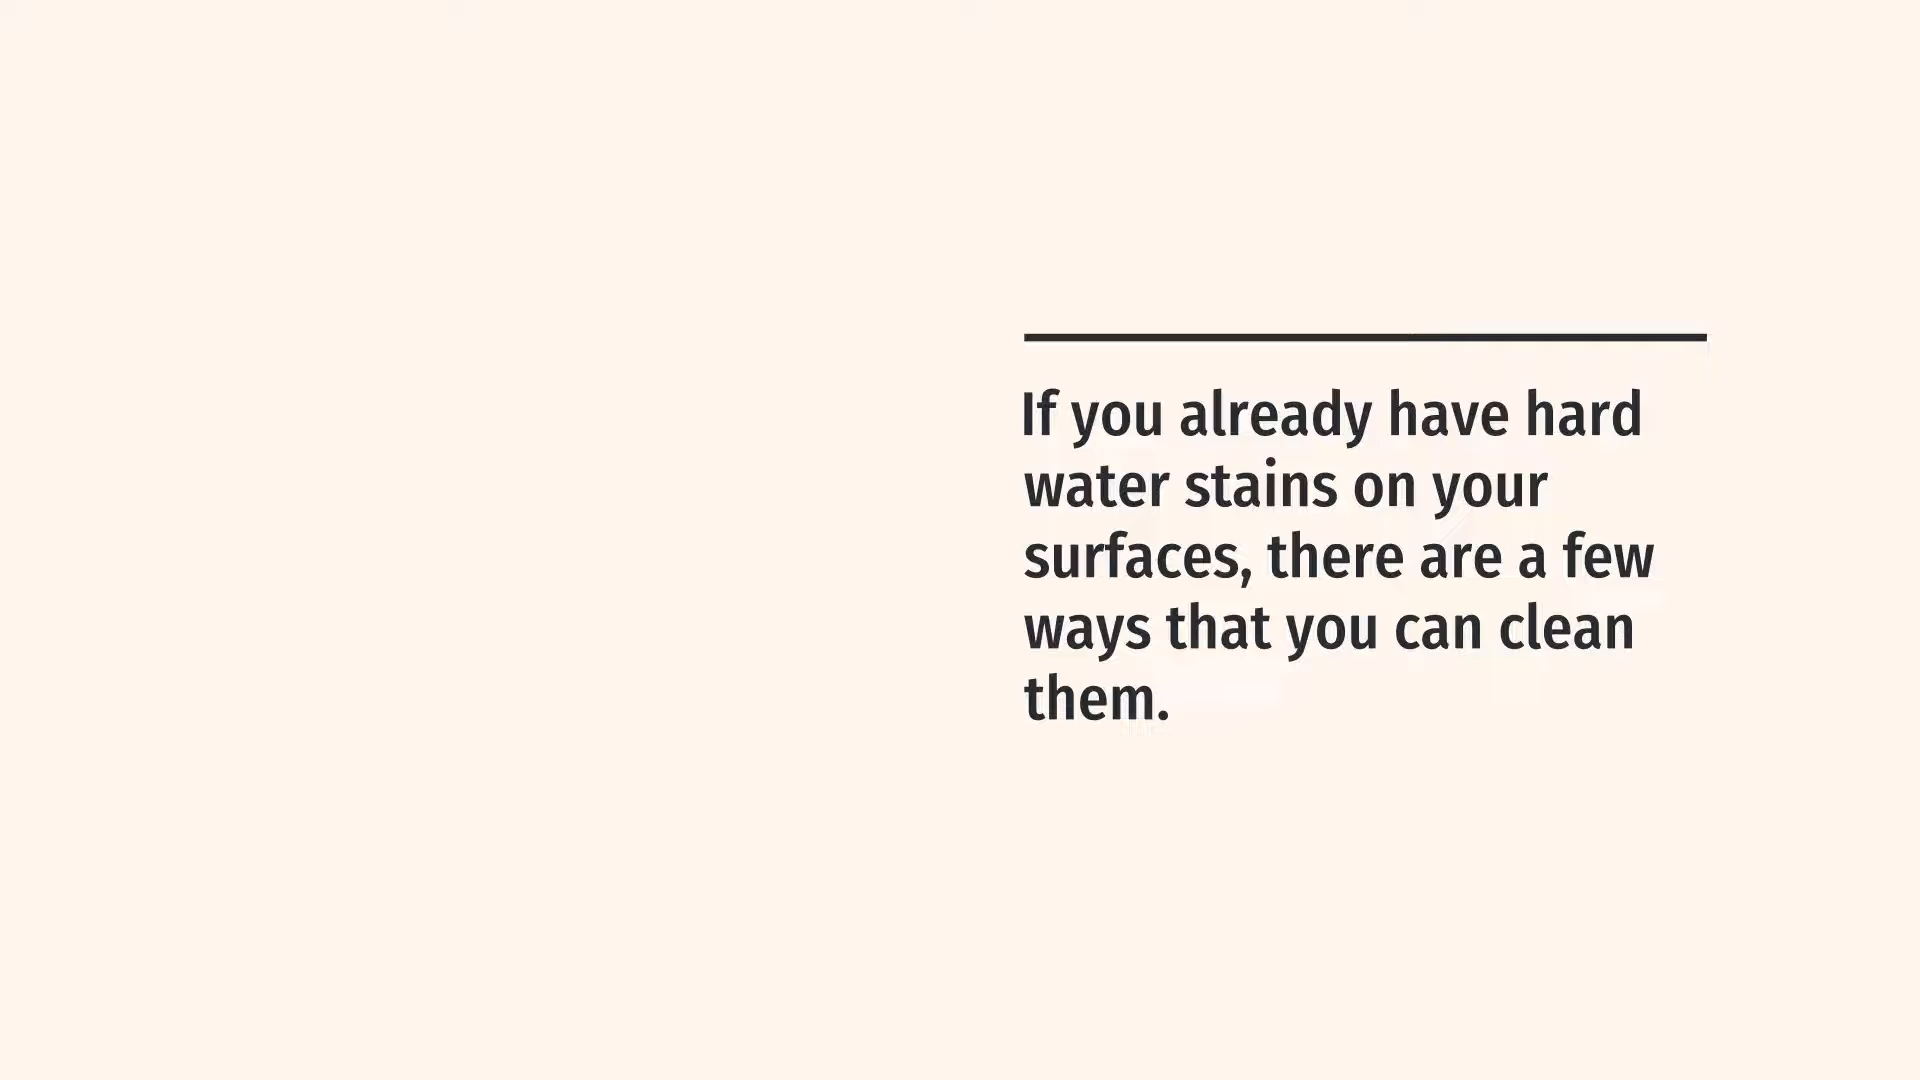 If you already have hard
water stains on your
surfaces, there are a few
ways that you can clean
them.